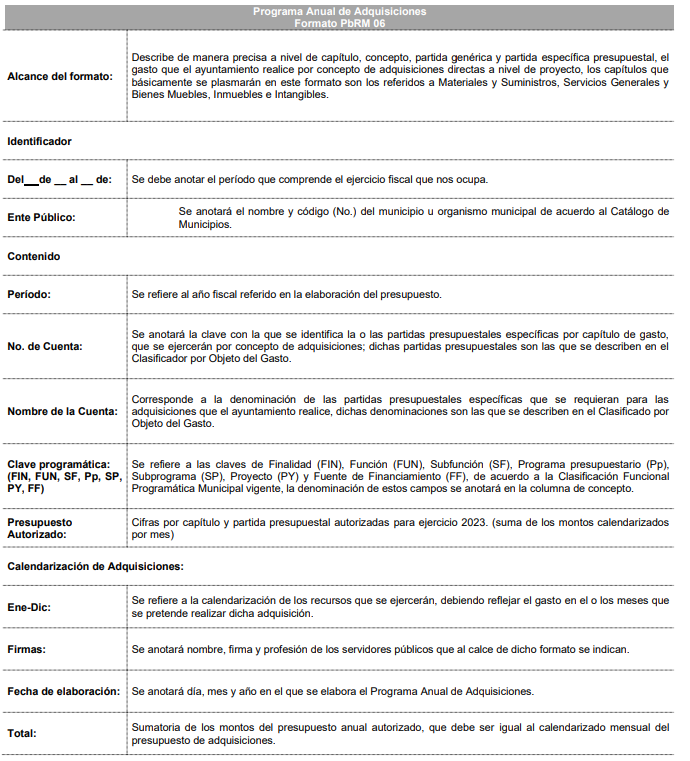 Programa Anual de Adquisiciones
Formato PbRM 06
Alcance del formato:
Describe de manera precisa a nivel de capítulo, concepto, partida genérica y partida específica presupuestal, el
gasto que el ayuntamiento realice por concepto de adquisiciones directas a nivel de proyecto, los capítulos que
básicamente se plasmarán en este formato son los referidos a Materiales y Suministros, Servicios Generales y
Bienes Muebles, Inmuebles e Intangibles.
Identificador
Del__de __ al __ de:
Se debe anotar el período que comprende el ejercicio fiscal que nos ocupa.
Ente Público:
Se anotará el nombre y código (No.) del municipio u organismo municipal de acuerdo al Catálogo de
Municipios.
Contenido
Período:
Se refiere al año fiscal referido en la elaboración del presupuesto.
No. de Cuenta:
Se anotará la clave con la que se identifica la o las partidas presupuestales específicas por capítulo de gasto,
que se ejercerán por concepto de adquisiciones; dichas partidas presupuestales son las que se describen en el
Clasificador por Objeto del Gasto.
Nombre de la Cuenta:
Corresponde a la denominación de las partidas presupuestales específicas que se requieran para las
adquisiciones que el ayuntamiento realice, dichas denominaciones son las que se describen en el Clasificado por
Objeto del Gasto.
Clave programática:
(FIN, FUN, SF, Pp, SP,
PY, FF)
Se refiere a las claves de Finalidad (FIN), Función (FUN), Subfunción (SF), Programa presupuestario (Pp),
Subprograma (SP), Proyecto (PY) y Fuente de Financiamiento (FF), de acuerdo a la Clasificación Funcional
Programática Municipal vigente, la denominación de estos campos se anotará en la columna de concepto.
Presupuesto
Autorizado:
Cifras por capítulo y partida presupuestal autorizadas para ejercicio 2023. (suma de los montos calendarizados
por mes)
Calendarización de Adquisiciones:
Ene-Dic:
Se refiere a la calendarización de los recursos que se ejercerán, debiendo reflejar el gasto en el o los meses que
se pretende realizar dicha adquisición.
Firmas:
Se anotará nombre, firma y profesión de los servidores públicos que al calce de dicho formato se indican.
Fecha de elaboración:
Se anotará día, mes y año en el que se elabora el Programa Anual de Adquisiciones.
Total:
Sumatoria de los montos del presupuesto anual autorizado, que debe ser igual al calendarizado mensual del
presupuesto de adquisiciones.